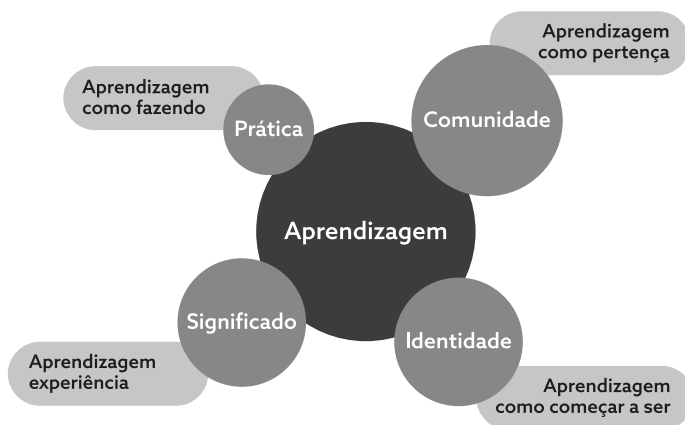 Aprendizagem
como pertença
Aprendizagem
como fazendo
Prática
Comunidade
Aprendizagem
Significado
Identidade
Aprendizagem
experiência
Aprendizagem
como começar a ser